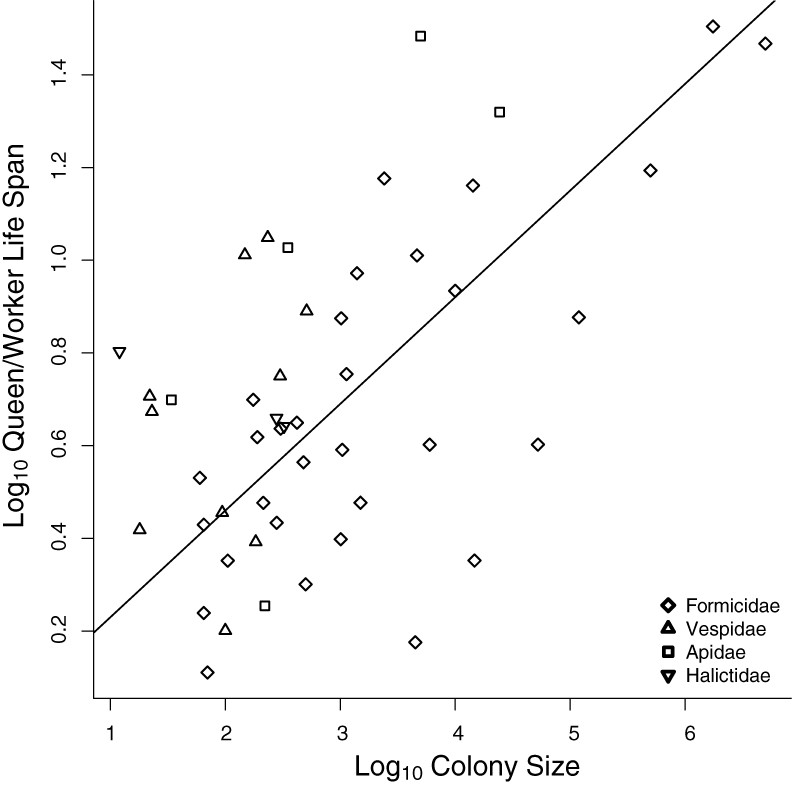 Log10 Queen/Worker Life Span
1.4
1.2
1.0
0.8
0.6
0.4
0.2
Formicidae
Vespidae
Apidae
Halictidae
1 2 3 4 5 6
Log10 Colony Size